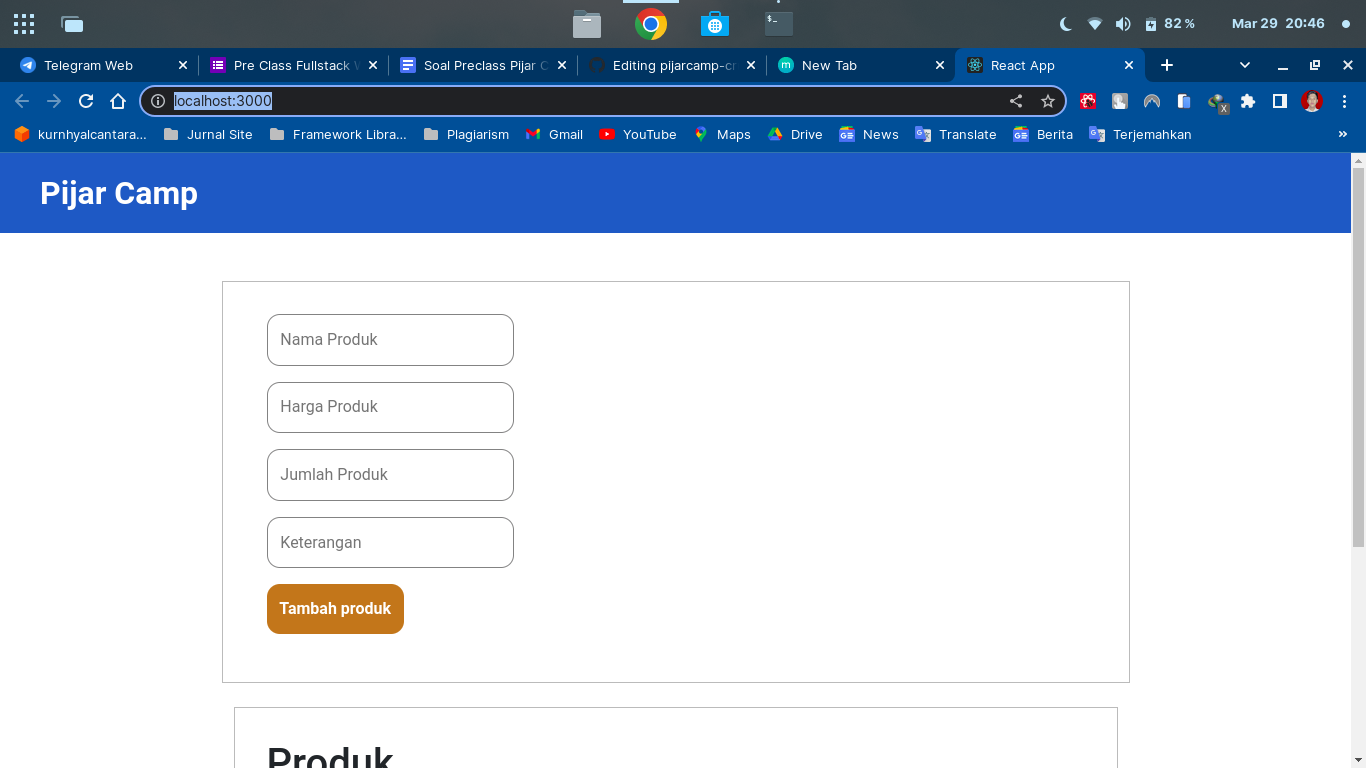 82 %
Mar 29 20:46
Telegram Web
Pre Class Fullstack
Soal Preclass Pijar C
Editing pijarcamp-cr
New Tab
React App
localhost:3000
kurnhyalcantara...
Jurnal Site
Framework Libra...
Plagiarism
Gmail
YouTube
Maps
Drive
News
Translate
Berita
Terjemahkan
»
Pijar Camp
Nama Produk
Harga Produk
Jumlah Produk
Keterangan
Tambah produk
Produk